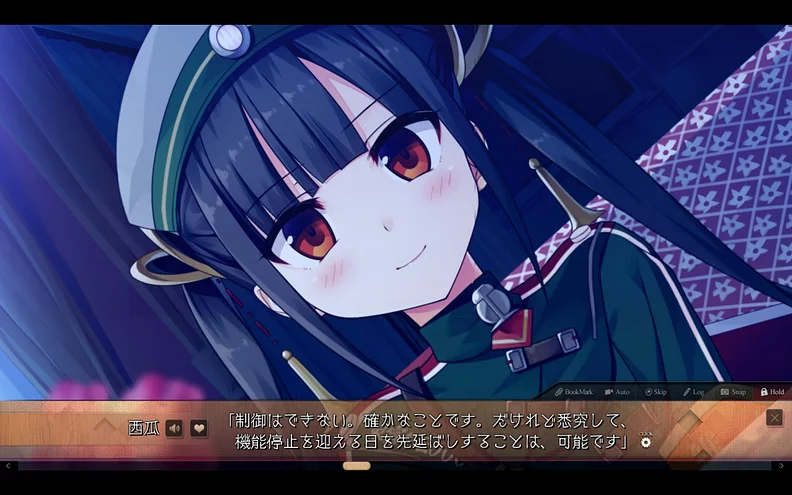 BookMark Auto Skip Log Snap Hold
西瓜
「制御はできない。確かなことです。だけれど悉究して、
機能停止を迎える日を先延ばしすることは、可能です」
CLICK